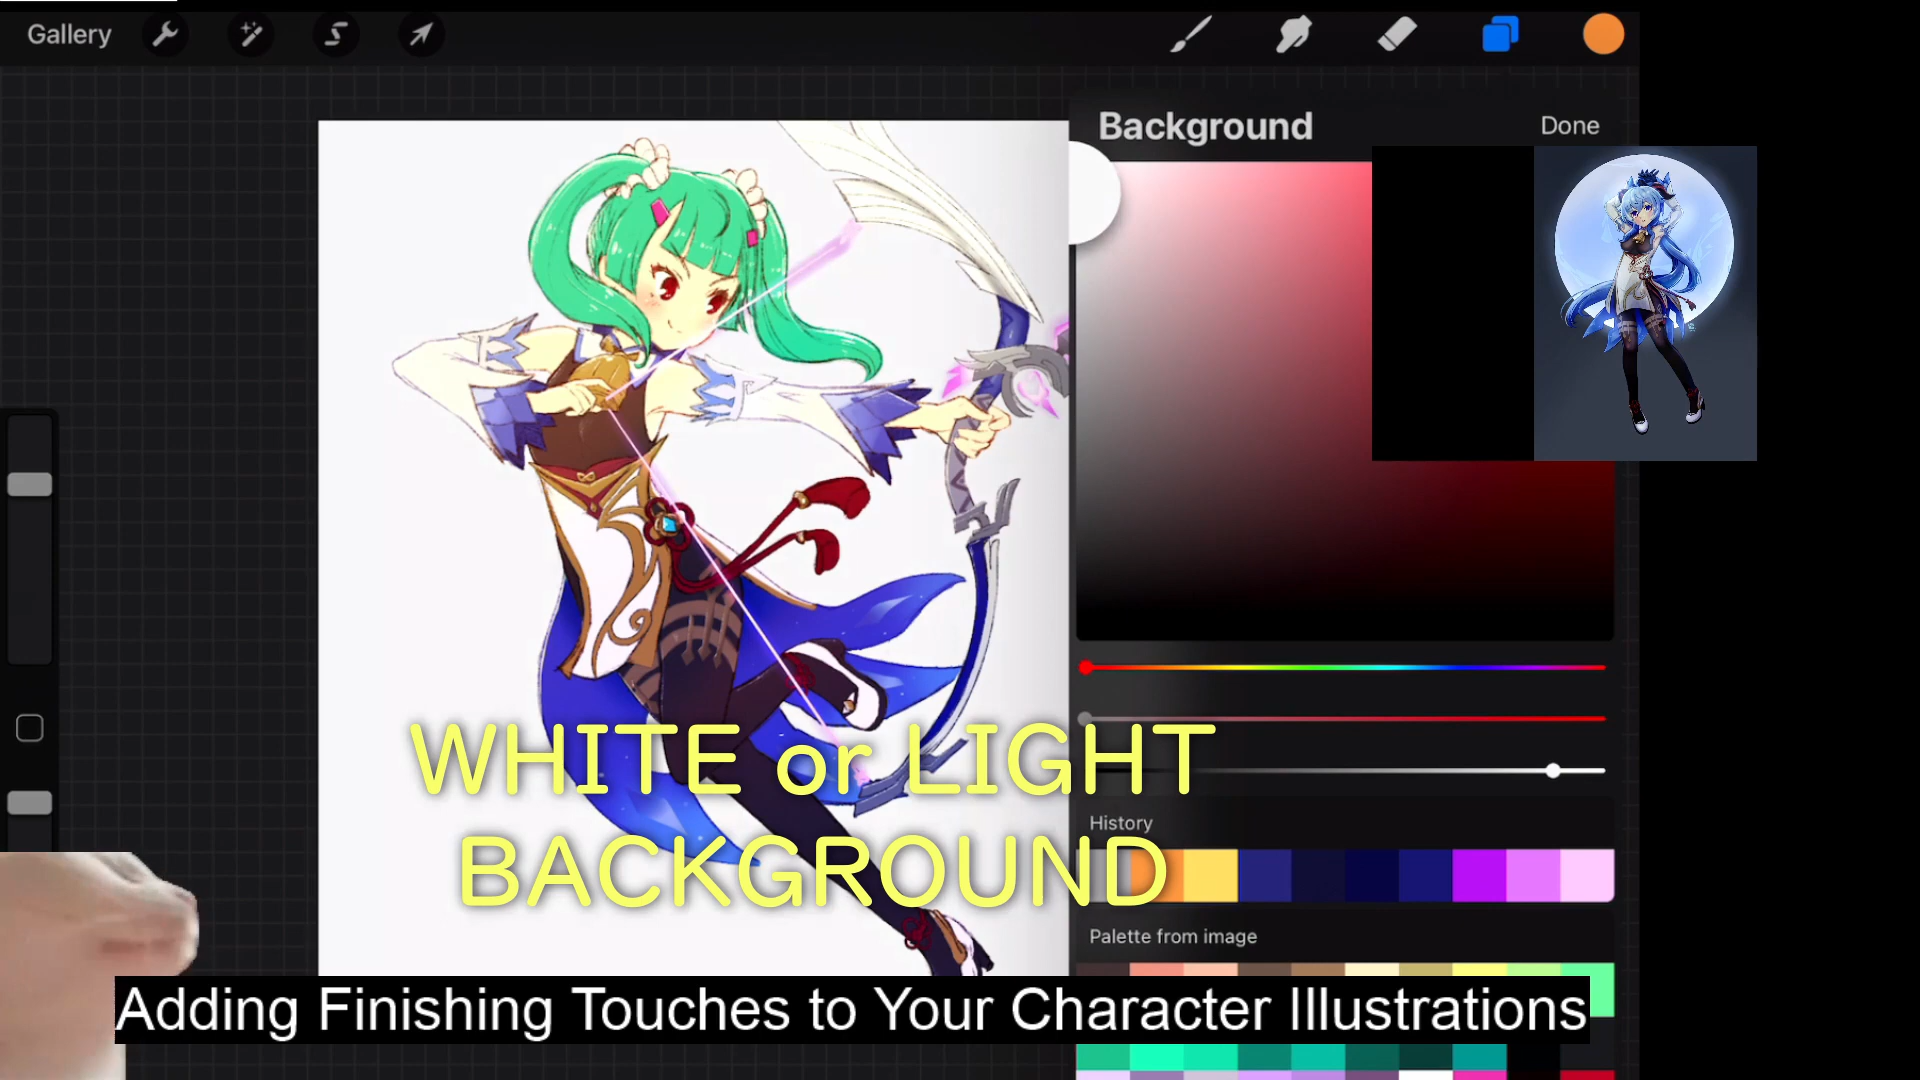 Gallery
Background
Done
WHITE or LIGHT
BACKGROUND
History
Palette from image
Adding Finishing Touches to Your Character Illustrations